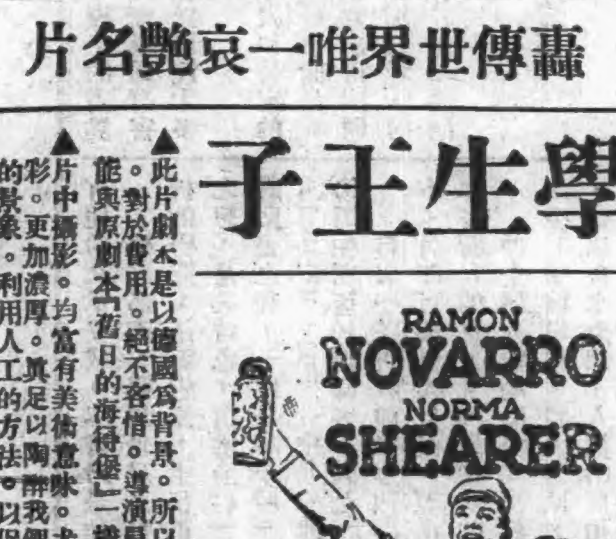 轟傳世界唯一哀艷名片
學生王子
RAMON
NOVARRO
NORMA
SHEARER
▲此片劇本是以德國爲背景。所以
。對於費用。絕不吝惜。導演
能與原劇本『舊日的海得堡』一
▲片中攝影。均富有美術意味。
彩。更加濃厚。眞足以陶醉我們
的景象。利用人工的方法。以